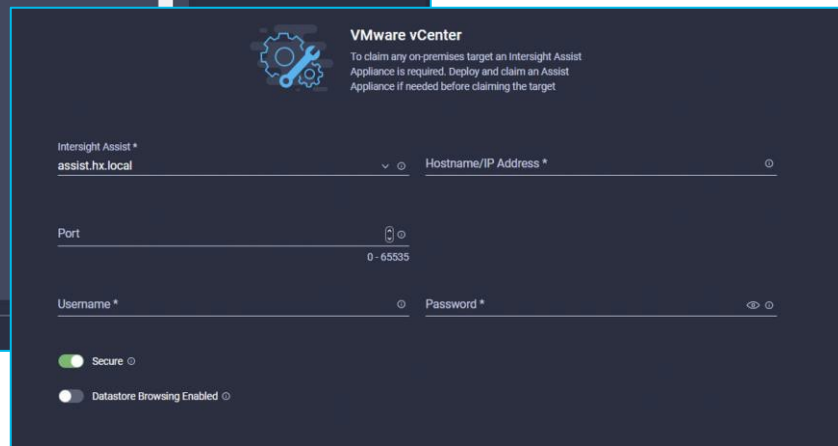 VMware vCenter
To claim any on-premises target an Intersight Assist
Appliance is required. Deploy and claim an Assist
Appliance if needed before claiming the target
Intersight Assist *
assist.hx.local
Hostname/IP Address *
Port
0 - 65535
Username *
Password *
Secure
Datastore Browsing Enabled